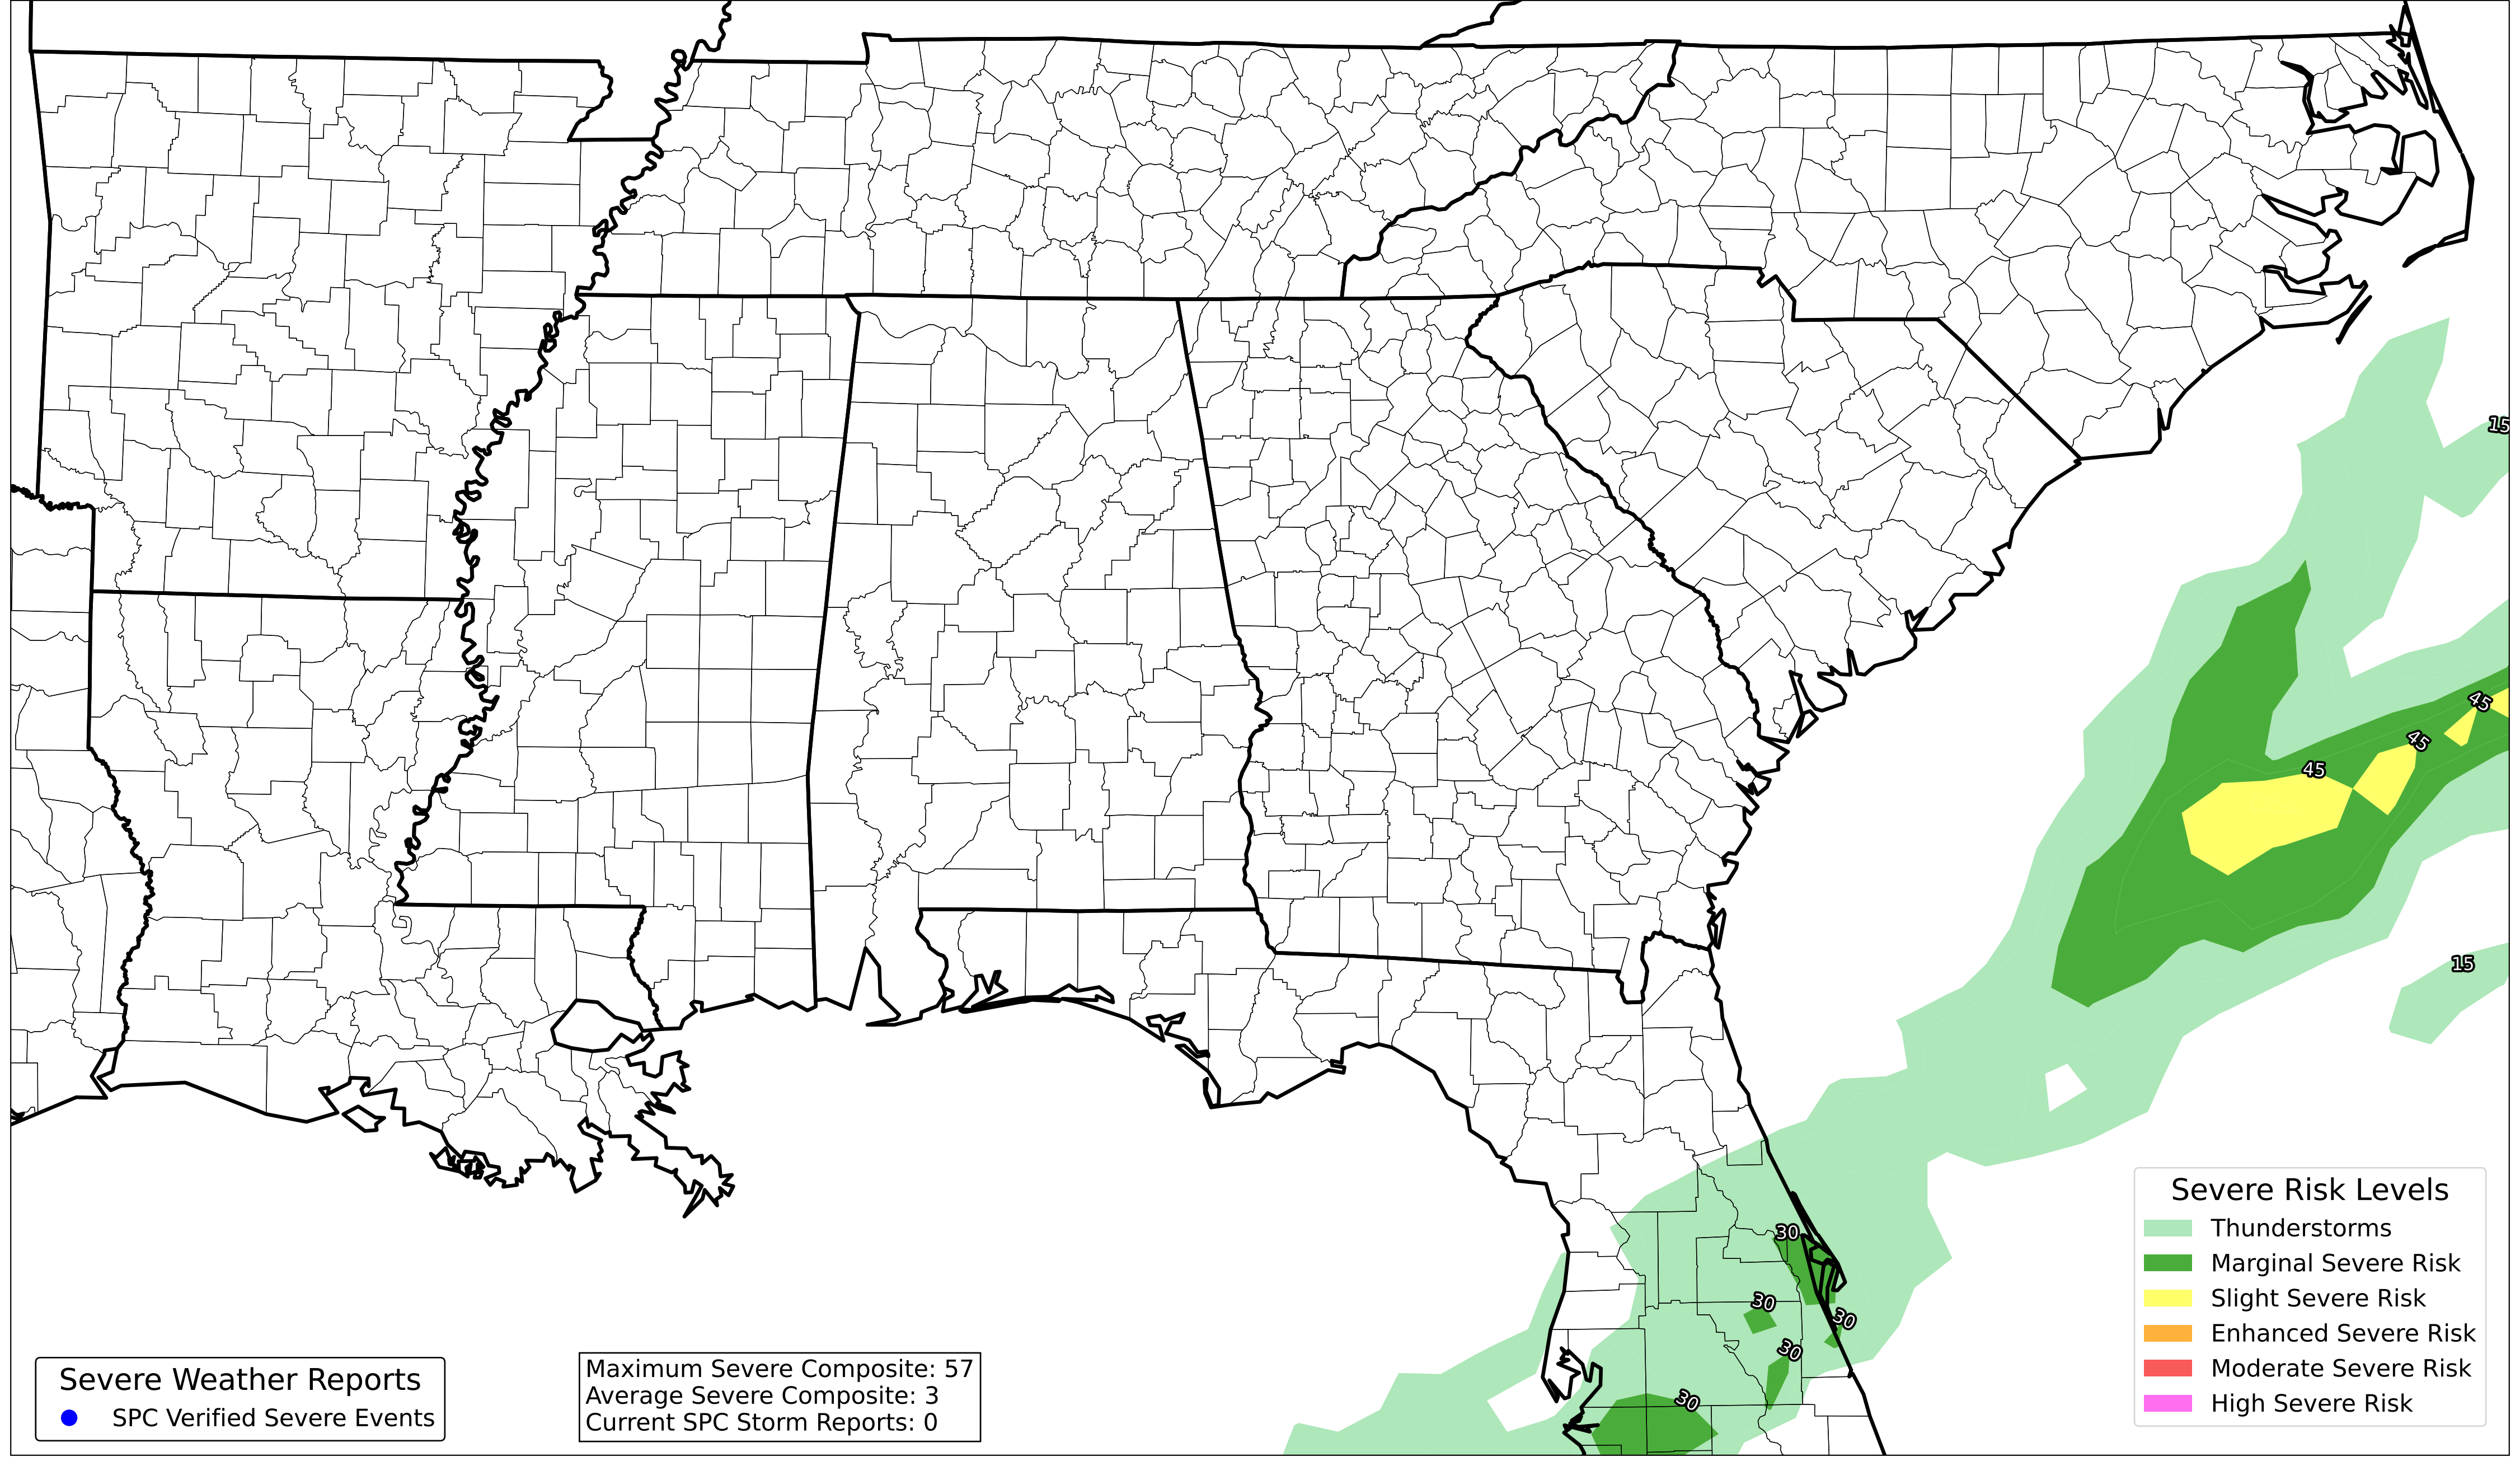 15
45
45
45
15
30
30
30
30
30
Severe Risk Levels
Thunderstorms
Marginal Severe Risk
Slight Severe Risk
Enhanced Severe Risk
Moderate Severe Risk
High Severe Risk
Severe Weather Reports
SPC Verified Severe Events
Maximum Severe Composite: 57
Average Severe Composite: 3
Current SPC Storm Reports: 0